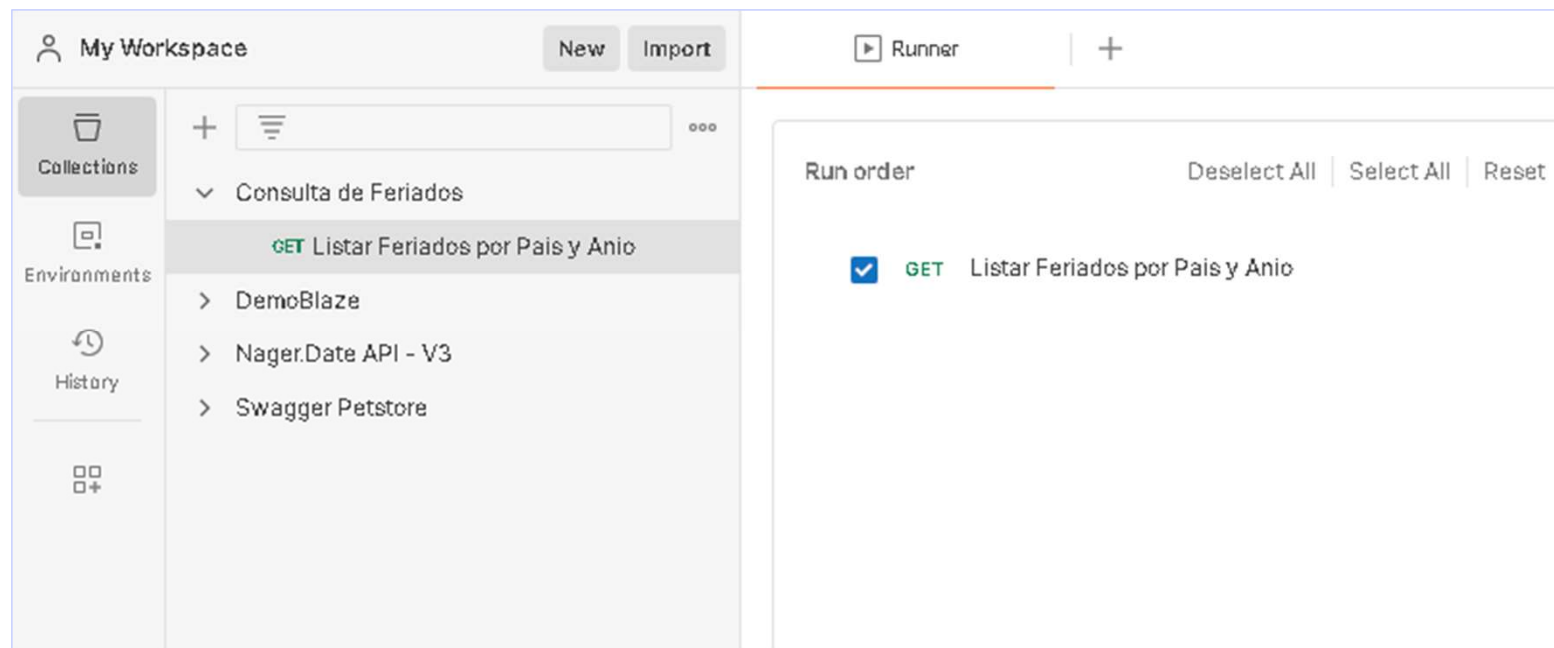 My Workspace
New
Import
Runner
Collections
Environments
History
Consulta de Feriados
GET Listar Feriados por Pais y Anio
DemoBlaze
Nager.Date API - V3
Swagger Petstore
Run order
Deselect All
Select All
Reset
GET Listar Feriados por Pais y Anio